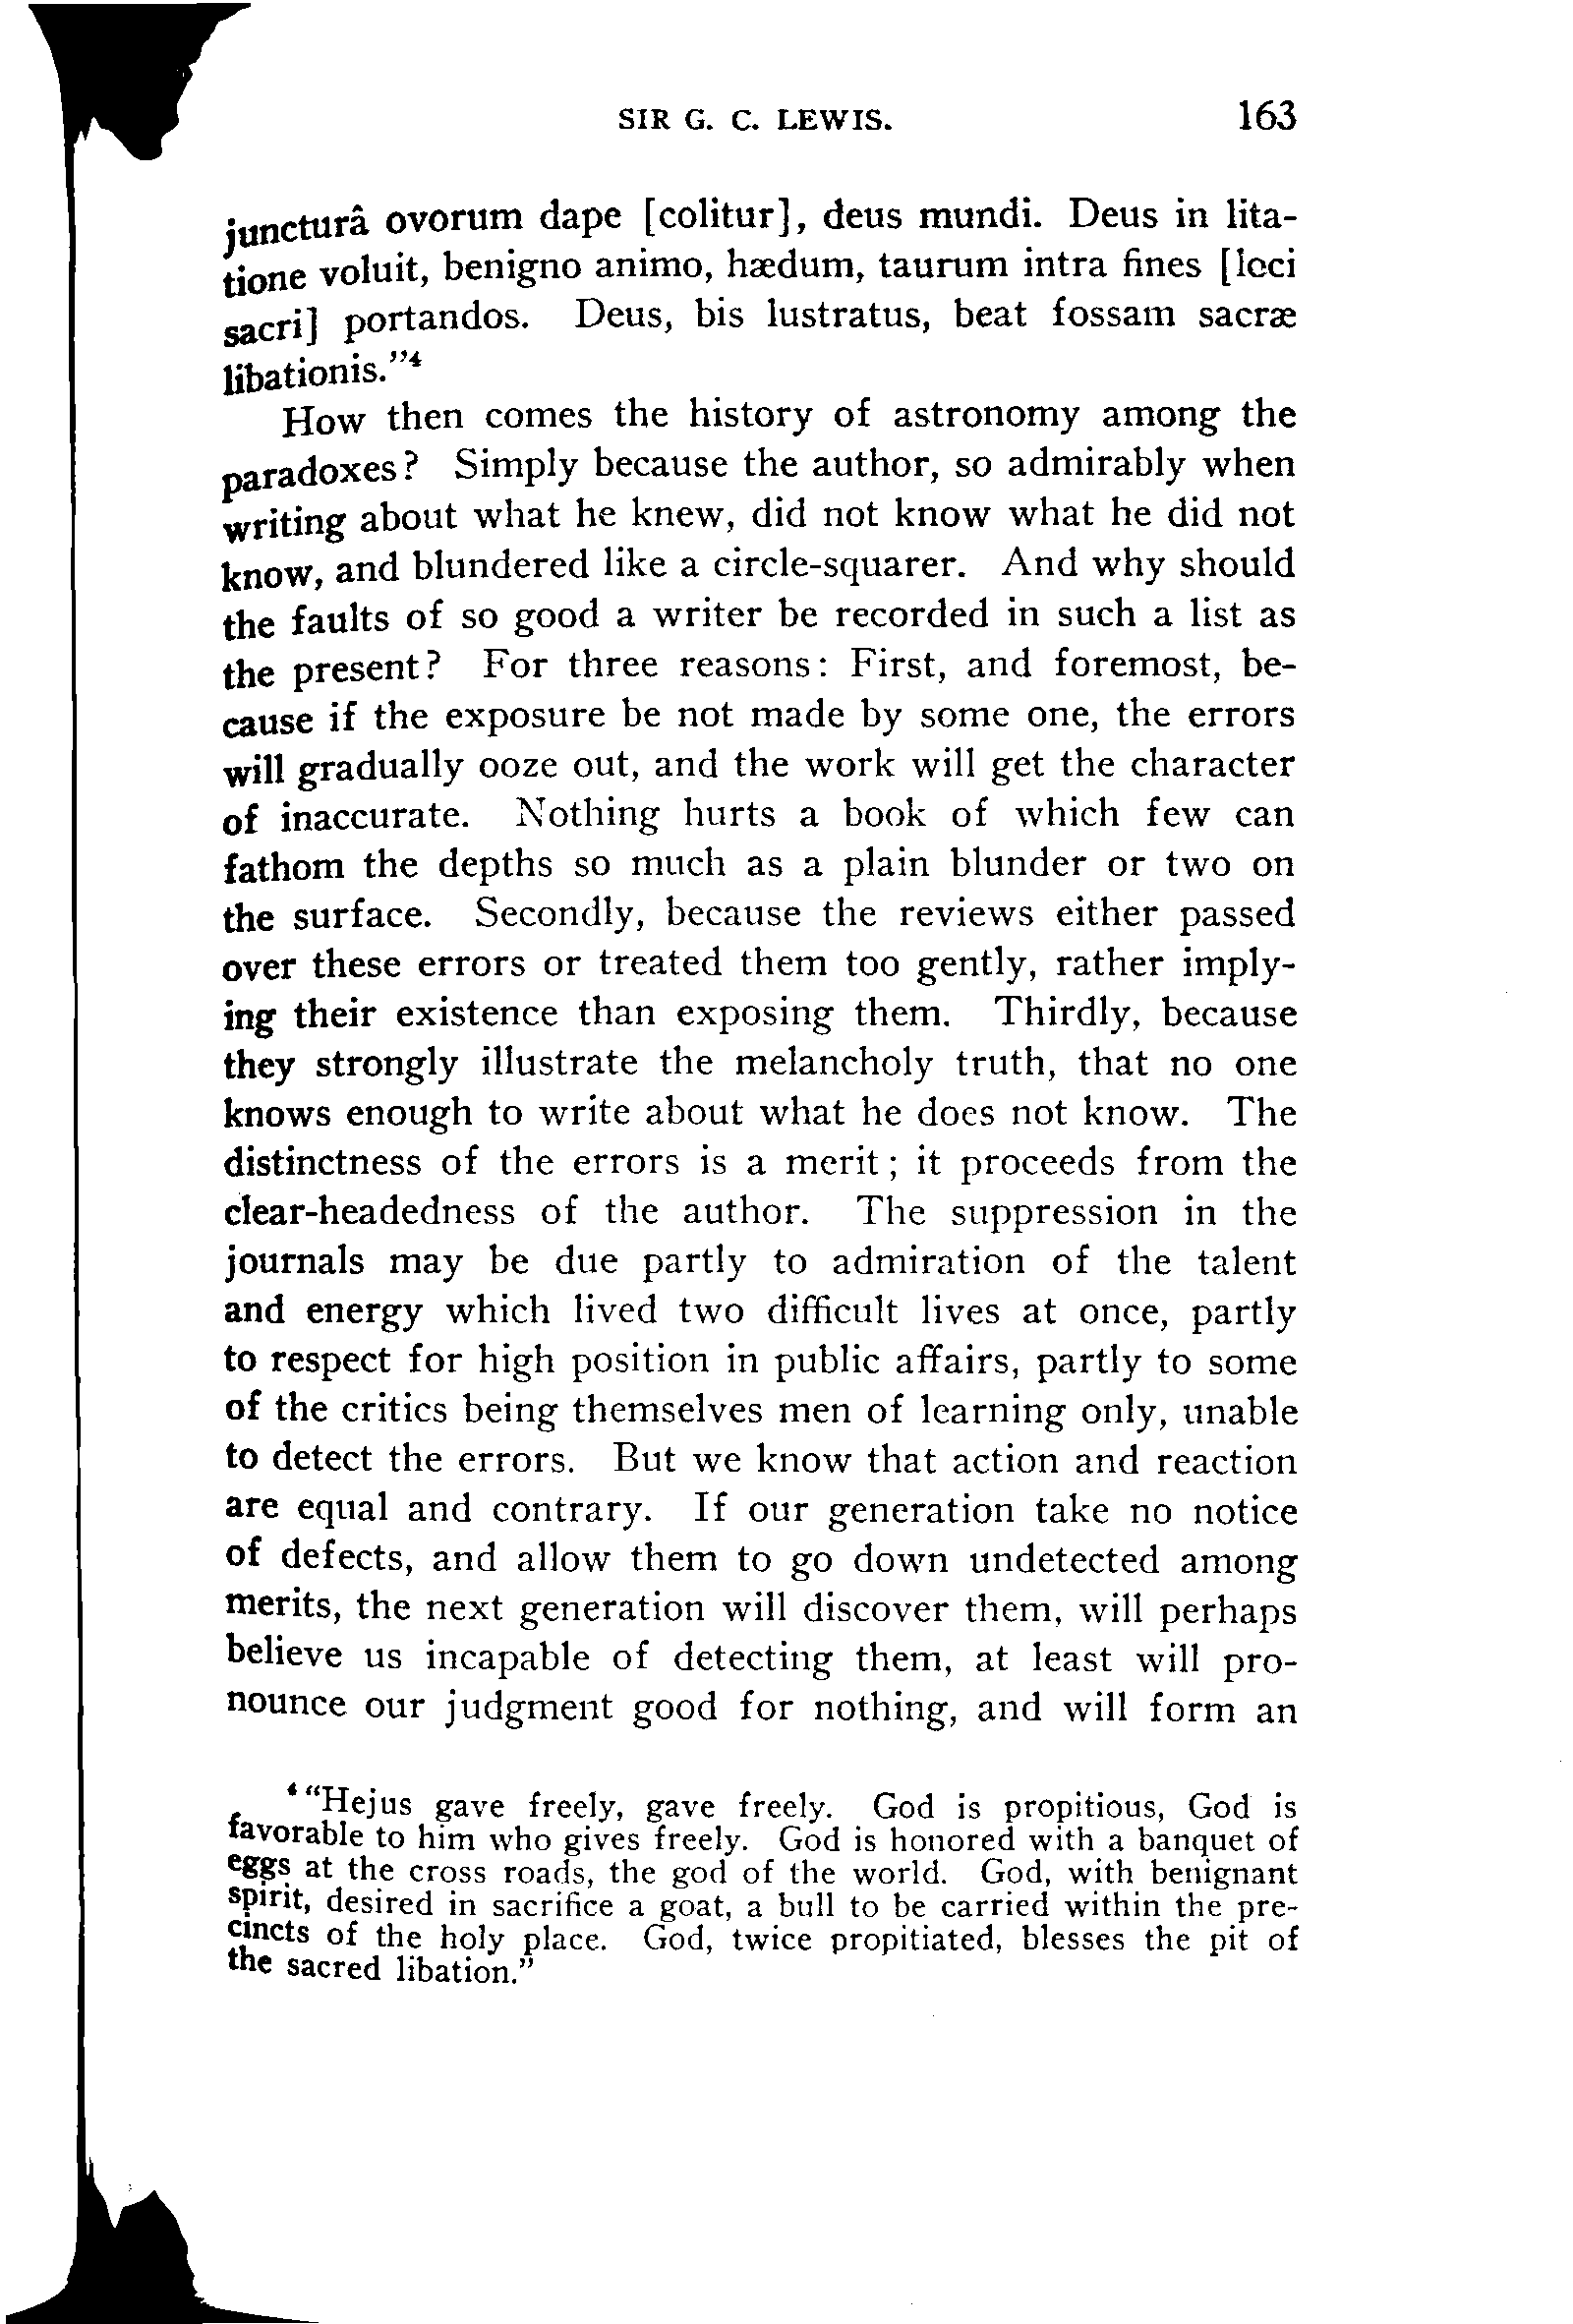 SIR G. C. LEWIS. 163
juncturâ ovorum dape [colitur], deus mundi. Deus in lita-
tione voluit, benigno animo, hædum, taurum intra fines [loci
sacri] portandos. Deus, bis lustratus, beat fossam sacræ
libationis."⁴
How then comes the history of astronomy among the
paradoxes? Simply because the author, so admirably when
writing about what he knew, did not know what he did not
know, and blundered like a circle-squarer. And why should
the faults of so good a writer be recorded in such a list as
the present? For three reasons: First, and foremost, be-
cause if the exposure be not made by some one, the errors
will gradually ooze out, and the work will get the character
of inaccurate. Nothing hurts a book of which few can
fathom the depths so much as a plain blunder or two on
the surface. Secondly, because the reviews either passed
over these errors or treated them too gently, rather imply-
ing their existence than exposing them. Thirdly, because
they strongly illustrate the melancholy truth, that no one
knows enough to write about what he does not know. The
distinctness of the errors is a merit; it proceeds from the
clear-headedness of the author. The suppression in the
journals may be due partly to admiration of the talent
and energy which lived two difficult lives at once, partly
to respect for high position in public affairs, partly to some
of the critics being themselves men of learning only, unable
to detect the errors. But we know that action and reaction
are equal and contrary. If our generation take no notice
of defects, and allow them to go down undetected among
merits, the next generation will discover them, will perhaps
believe us incapable of detecting them, at least will pro-
nounce our judgment good for nothing, and will form an
⁴ "Hejus gave freely, gave freely. God is propitious, God is
favorable to him who gives freely. God is honored with a banquet of
eggs at the cross roads, the god of the world. God, with benignant
spirit, desired in sacrifice a goat, a bull to be carried within the pre-
cincts of the holy place. God, twice propitiated, blesses the pit of
the sacred libation."